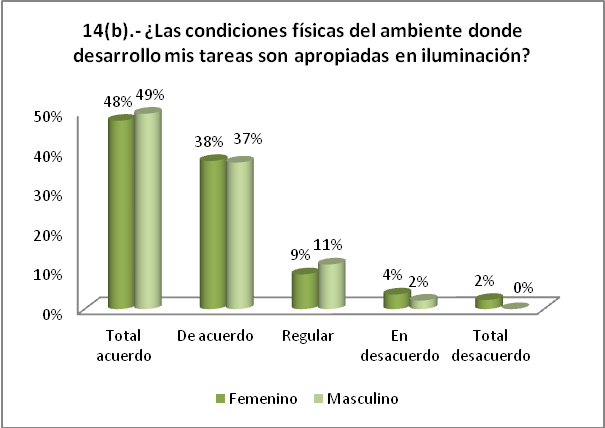 14(b).- ¿Las condiciones físicas del ambiente donde
desarrollo mis tareas son apropiadas en iluminación?
48% 49%
38% 37%
9% 11%
4% 2%
2% 0%
50%
40%
30%
20%
10%
0%
Total
acuerdo
De acuerdo
Regular
En
desacuerdo
Total
desacuerdo
Femenino
Masculino